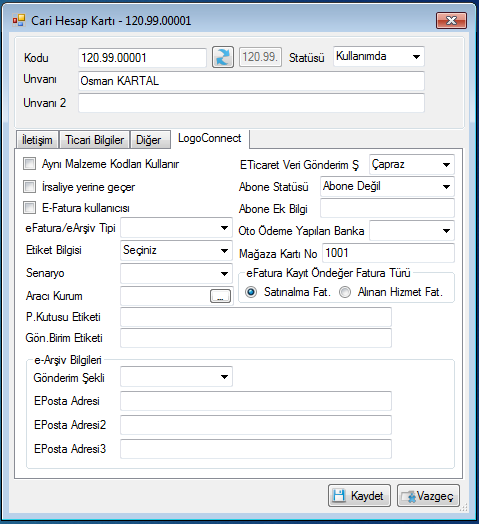 Cari Hesap Kartı - 120.99.00001
Kodu 120.99.00001 120.99. Statüsü Kullanımda
Unvanı Osman KARTAL
Unvanı 2
İletişim Ticari Bilgiler Diğer LogoConnect
Aynı Malzeme Kodları Kullanır
ETicaret Veri Gönderim Ş Çapraz
İrsaliye yerine geçer
Abone Statüsü Abone Değil
E-Fatura kullanıcısı
Abone Ek Bilgi
eFatura/eArşiv Tipi
Oto Ödeme Yapılan Banka
Etiket Bilgisi Seçiniz
Mağaza Kartı No 1001
Senaryo
eFatura Kayıt Öndeğer Fatura Türü
Aracı Kurum ...
Satınalma Fat. Alınan Hizmet Fat.
P.Kutusu Etiketi
Gön.Birim Etiketi
e-Arşiv Bilgileri
Gönderim Şekli
EPosta Adresi
EPosta Adresi2
EPosta Adresi3
Kaydet Vazgeç